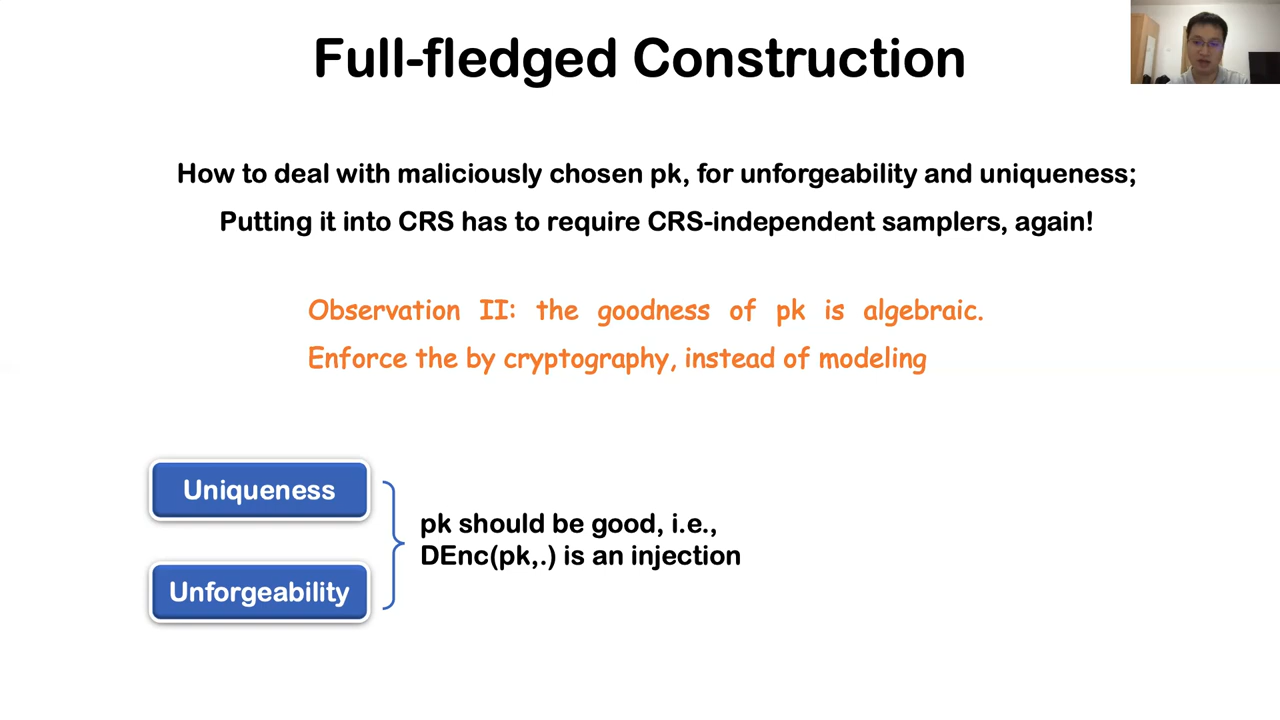 Full-fledged Construction
How to deal with maliciously chosen pk, for unforgeability and uniqueness;
Putting it into CRS has to require CRS-independent samplers, again!
Observation II: the goodness of pk is algebraic.
Enforce the by cryptography, instead of modeling
Uniqueness
pk should be good, i.e.,
DEnc(pk,.) is an injection
Unforgeability